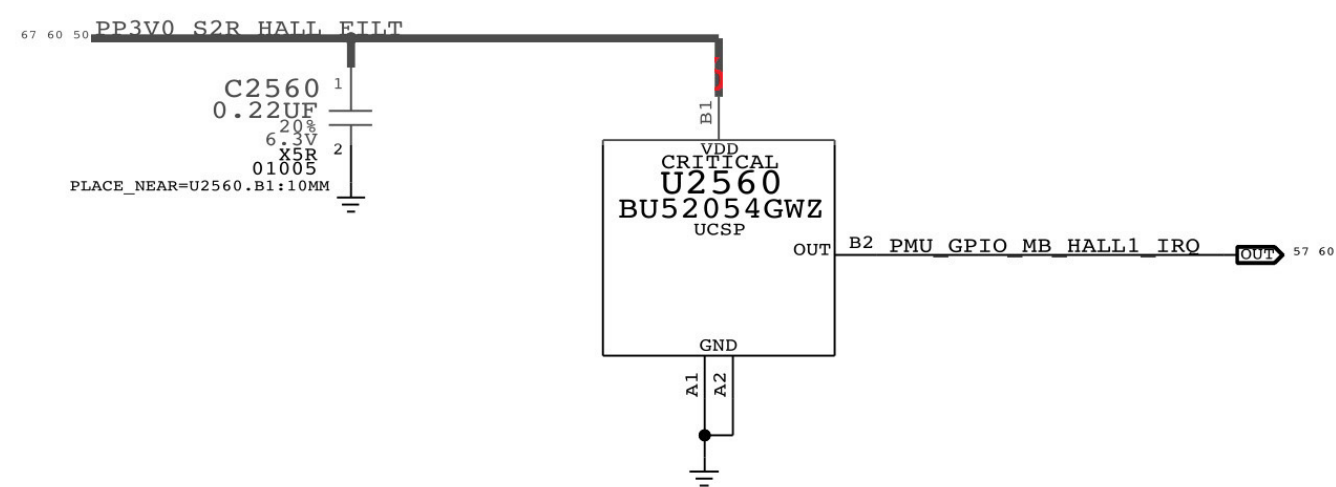 67 60 50 PP3V0_S2R_HALL_FILT
C2560 1
0.22UF
20%
6.3V
X5R 2
01005
PLACE_NEAR=U2560.B1:10MM
B1
VDD
CRITICAL
U2560
BU52054GWZ
UCSP
OUT B2 PMU_GPIO_MB_HALL1_IRQ OUT 57 60
GND
A1 A2